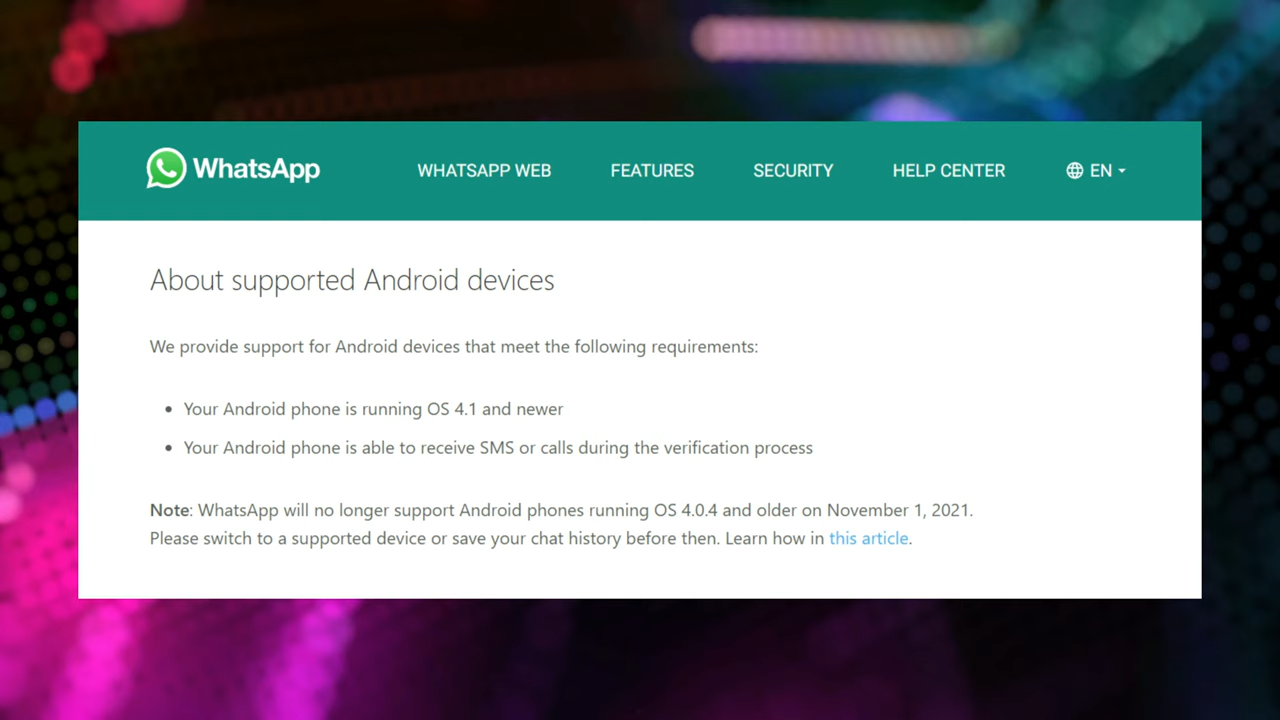 WhatsApp WHATSAPP WEB FEATURES SECURITY HELP CENTER EN
About supported Android devices
We provide support for Android devices that meet the following requirements:
• Your Android phone is running OS 4.1 and newer
• Your Android phone is able to receive SMS or calls during the verification process
Note: WhatsApp will no longer support Android phones running OS 4.0.4 and older on November 1, 2021.
Please switch to a supported device or save your chat history before then. Learn how in this article.